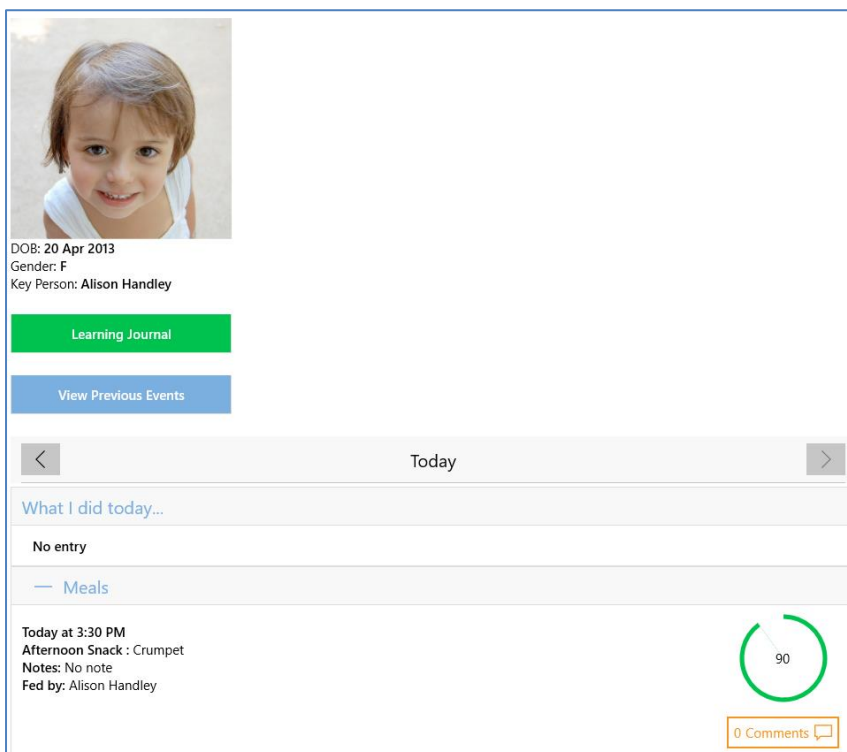 DOB: 20 Apr 2013
Gender: F
Key Person: Alison Handley
Learning Journal
View Previous Events
Today
What I did today...
No entry
Meals
Today at 3:30 PM
Afternoon Snack : Crumpet
Notes: No note
Fed by: Alison Handley
90
0 Comments